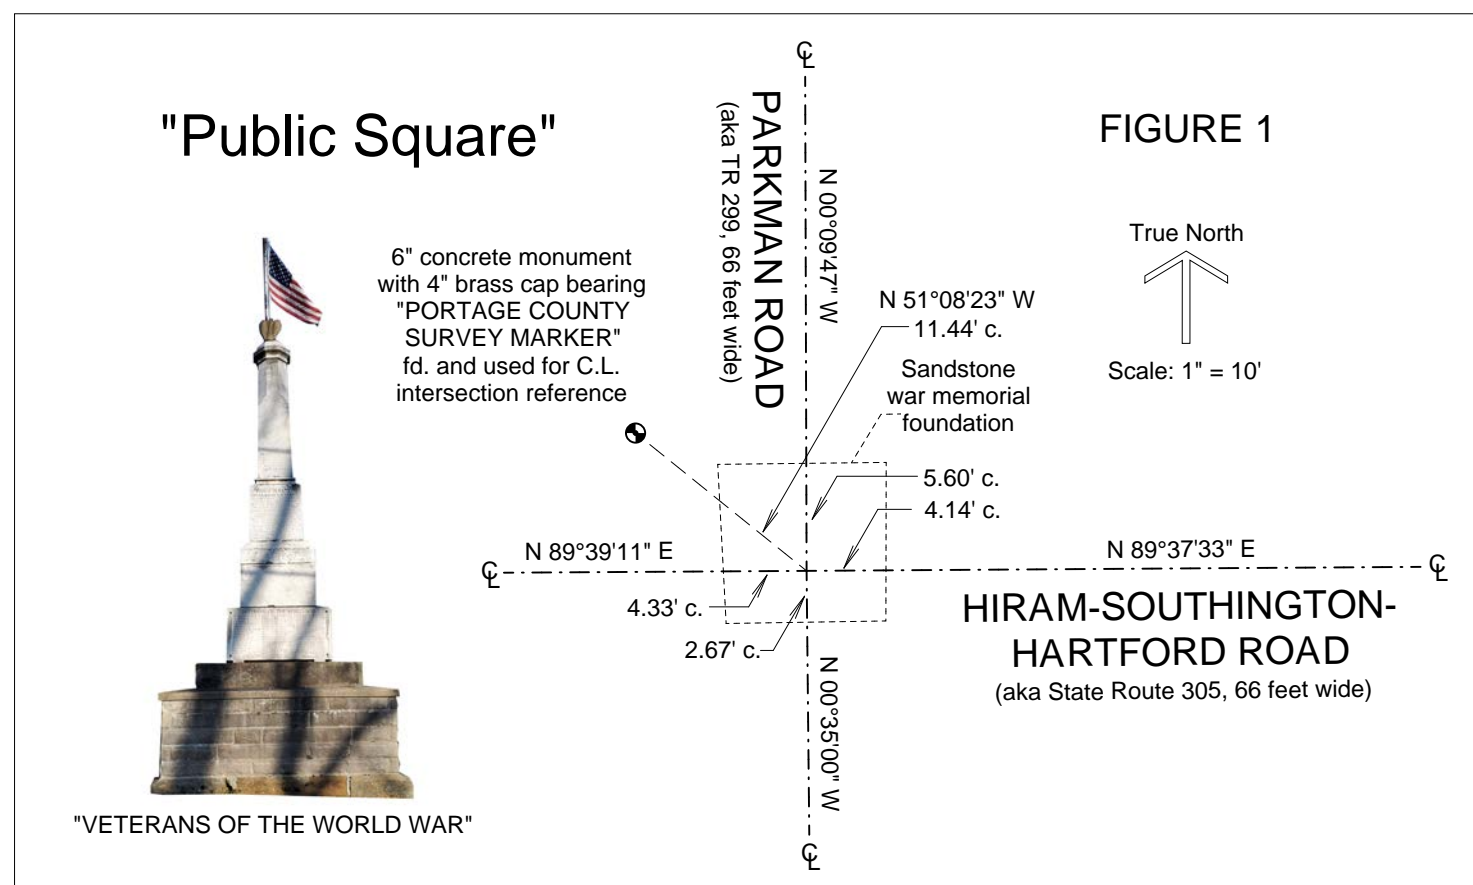 "Public Square"
FIGURE 1
℄
PARKMAN ROAD
(aka TR 299, 66 feet wide)
N 00°09'47" W
True North
Scale: 1" = 10'
6" concrete monument
with 4" brass cap bearing
"PORTAGE COUNTY
SURVEY MARKER"
fd. and used for C.L.
intersection reference
N 51°08'23" W
11.44' c.
Sandstone
war memorial
foundation
5.60' c.
4.14' c.
℄
N 89°39'11" E
N 89°37'33" E
℄
4.33' c.
2.67' c.
HIRAM-SOUTHINGTON-
HARTFORD ROAD
(aka State Route 305, 66 feet wide)
N 00°35'00" W
℄
"VETERANS OF THE WORLD WAR"